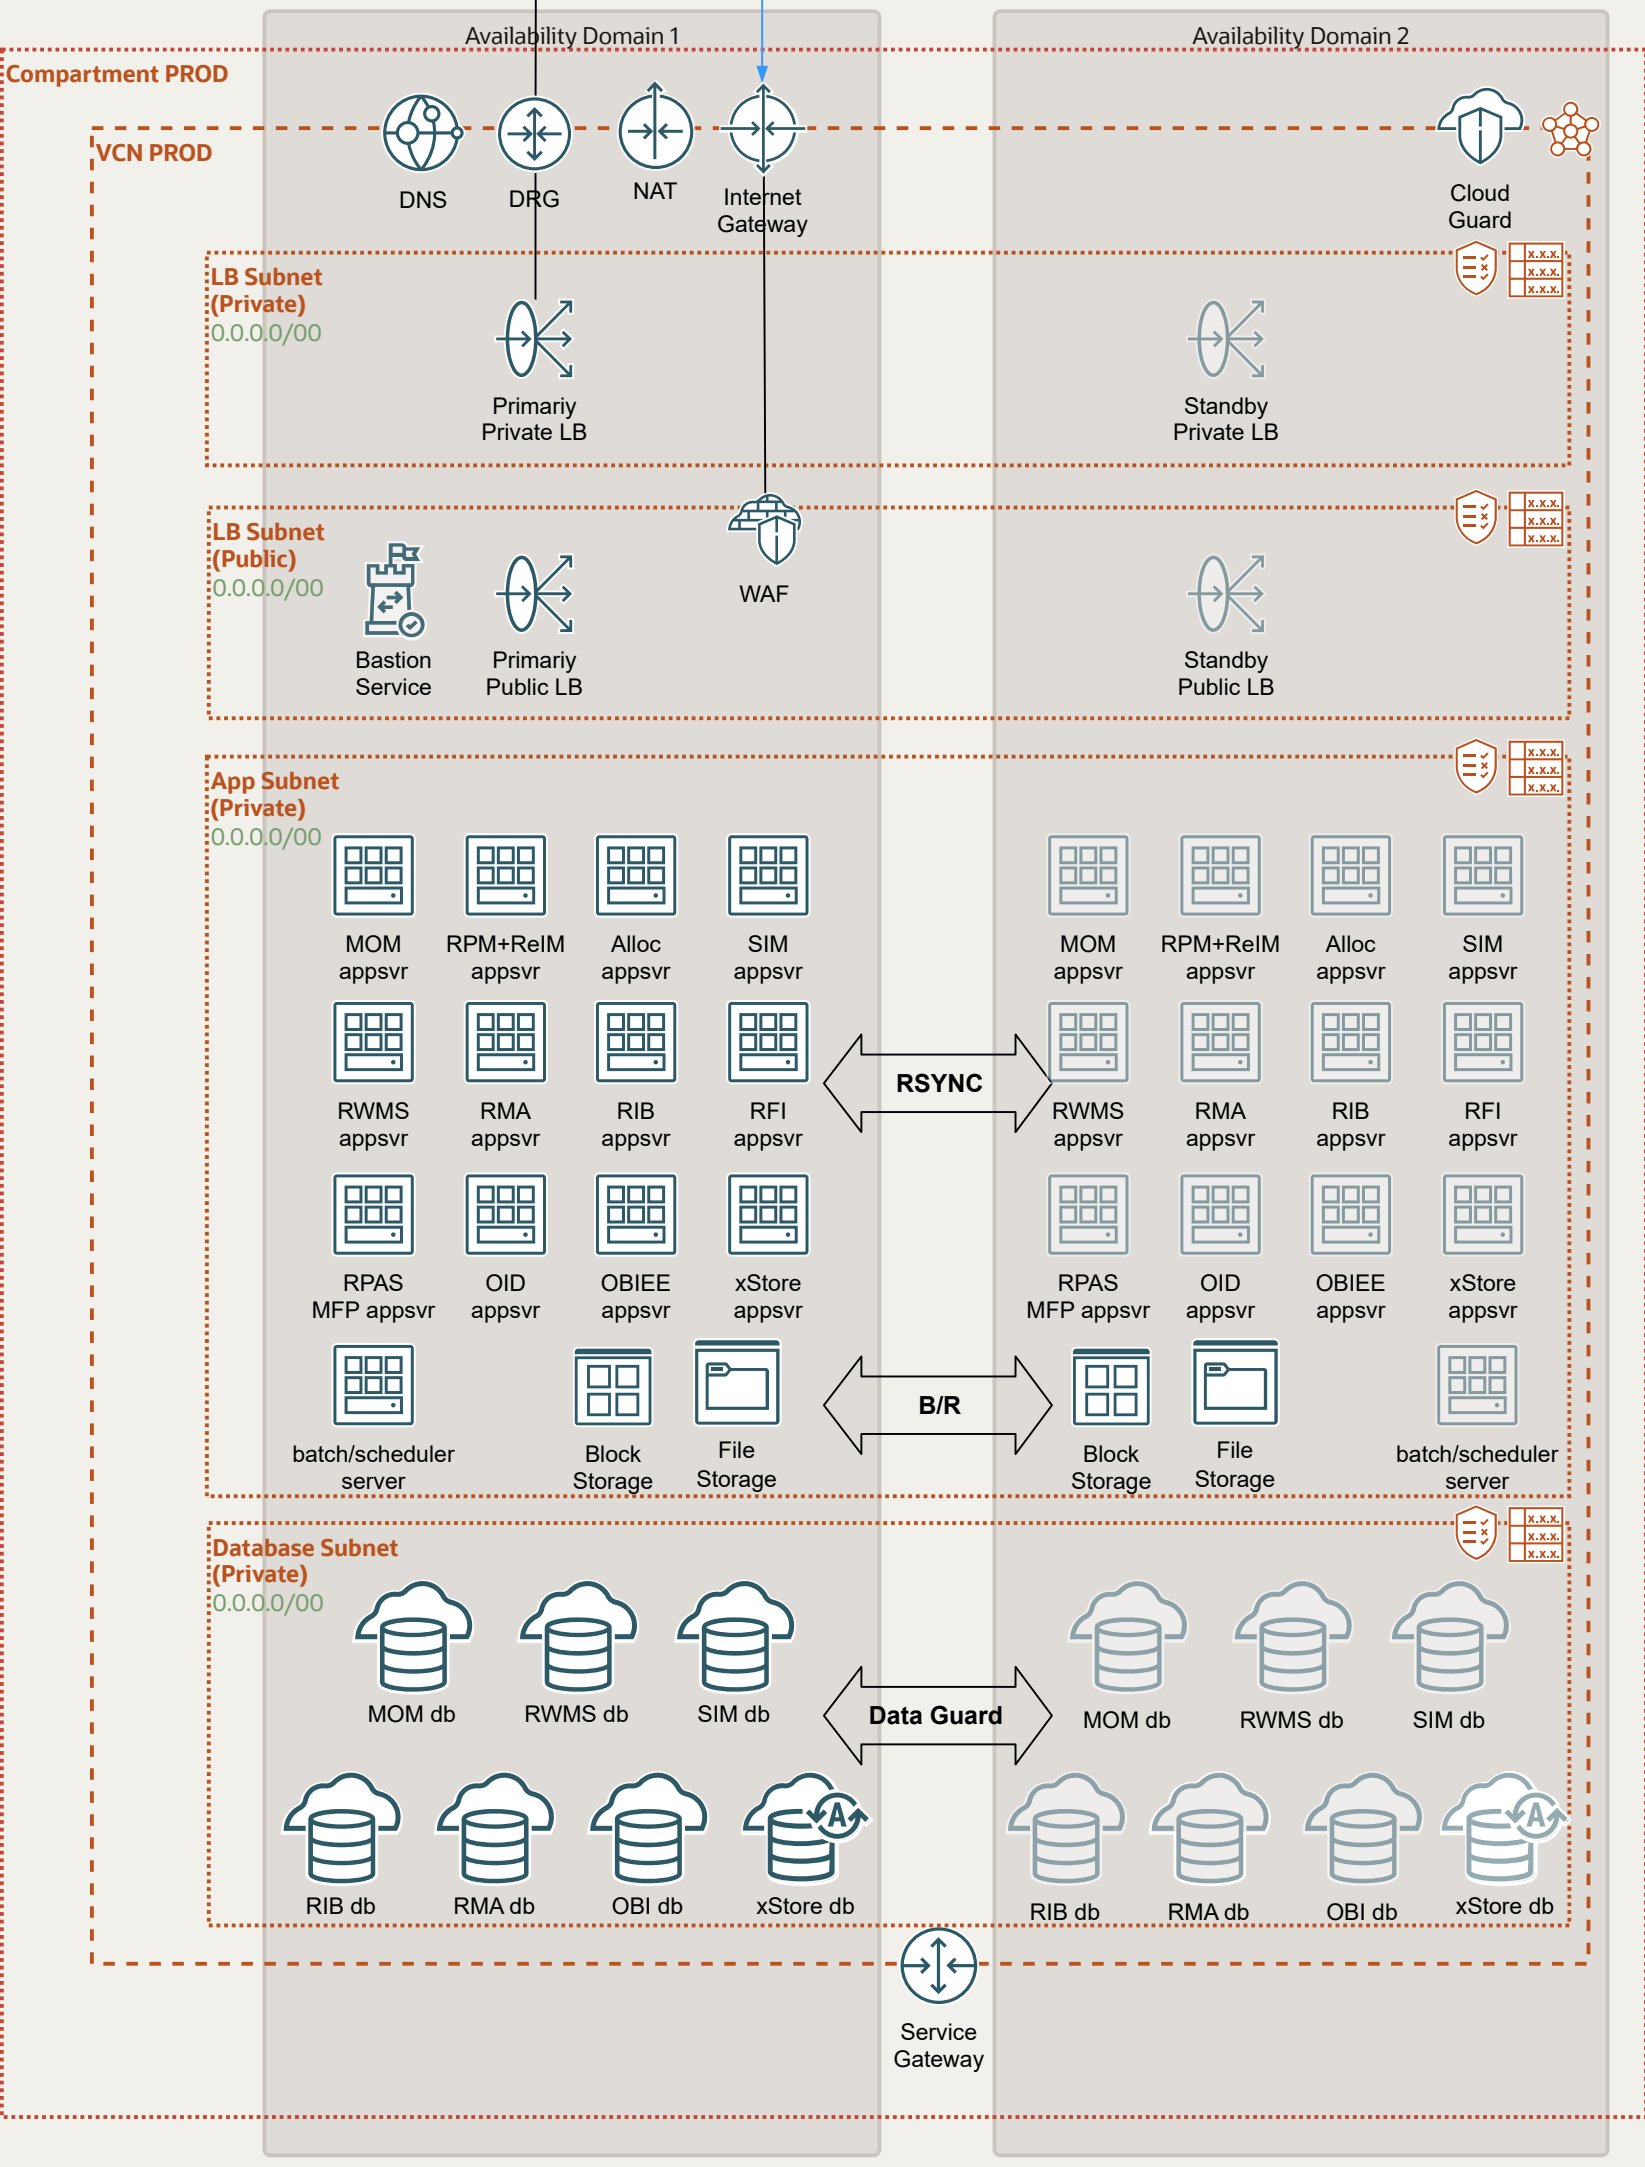 Availability Domain 1
Availability Domain 2
Compartment PROD
VCN PROD
DNS
DRG
NAT
Internet
Gateway
Cloud
Guard
LB Subnet
(Private)
0.0.0.0/00
x.x.x.
x.x.x.
x.x.x.
Primariy
Private LB
Standby
Private LB
LB Subnet
(Public)
0.0.0.0/00
x.x.x.
x.x.x.
x.x.x.
Bastion
Service
Primariy
Public LB
WAF
Standby
Public LB
App Subnet
(Private)
0.0.0.0/00
x.x.x.
x.x.x.
x.x.x.
MOM
appsvr
RPM+ReIM
appsvr
Alloc
appsvr
SIM
appsvr
MOM
appsvr
RPM+ReIM
appsvr
Alloc
appsvr
SIM
appsvr
RWMS
appsvr
RMA
appsvr
RIB
appsvr
RFI
appsvr
RSYNC
RWMS
appsvr
RMA
appsvr
RIB
appsvr
RFI
appsvr
RPAS
MFP appsvr
OID
appsvr
OBIEE
appsvr
xStore
appsvr
RPAS
MFP appsvr
OID
appsvr
OBIEE
appsvr
xStore
appsvr
batch/scheduler
server
Block
Storage
File
Storage
B/R
Block
Storage
File
Storage
batch/scheduler
server
Database Subnet
(Private)
0.0.0.0/00
x.x.x.
x.x.x.
x.x.x.
MOM db
RWMS db
SIM db
Data Guard
MOM db
RWMS db
SIM db
A
A
RIB db
RMA db
OBI db
xStore db
RIB db
RMA db
OBI db
xStore db
Service
Gateway